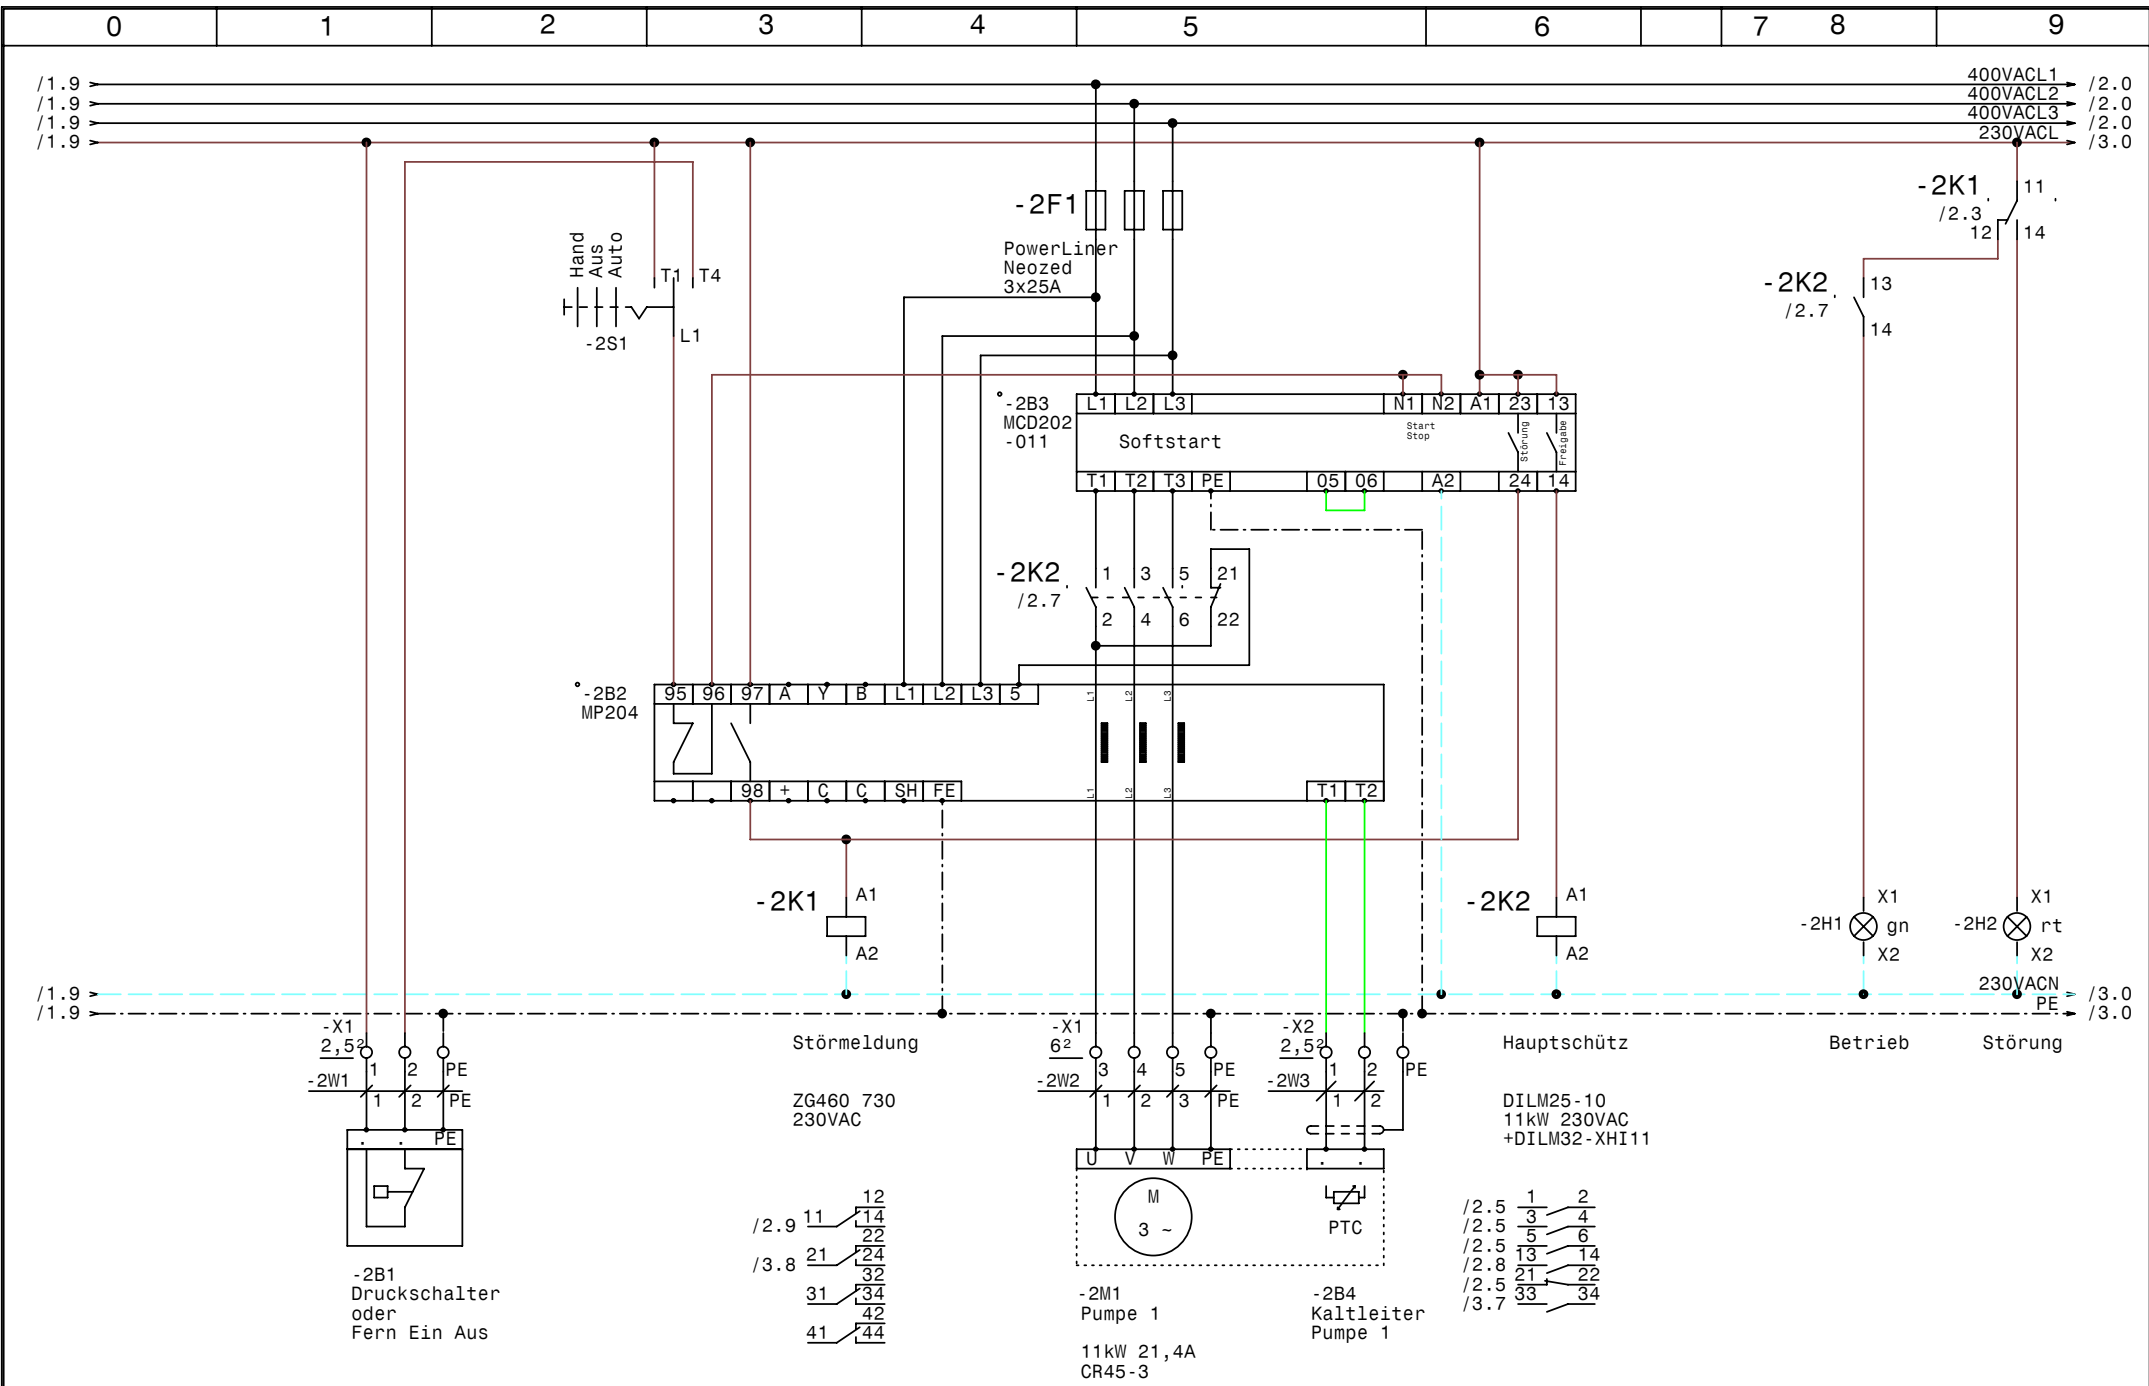 0 1 2 3 4 5 6 7 8 9
/1.9 400VACL1 /2.0
/1.9 400VACL2 /2.0
/1.9 400VACL3 /2.0
/1.9 230VACL /3.0
-2K1 11
/2.3
12 14
-2F1
PowerLiner
Neozed
3x25A
Hand
Aus
Auto
T1 T4
-2S1 L1
-2K2 13
/2.7
14
-2B3
MCD202
-011
L1 L2 L3 N1 N2 A1 23 13
Softstart
Start
Stop
Störung
Freigabe
T1 T2 T3 PE 05 06 A2 24 14
-2K2 1 3 5 21
/2.7
2 4 6 22
-2B2
MP204
95 96 97 A Y B L1 L2 L3 5
L1 L2 L3
L1 L2 L3
98 + C C SH FE T1 T2
-2K1 A1
A2
-2K2 A1
A2
X1
-2H1 gn
X2
X1
-2H2 rt
X2
/1.9 230VACN /3.0
/1.9 PE /3.0
-X1
2,5²
1 2 PE
-2W1
1 2 PE
. . PE
Störmeldung
ZG460 730
230VAC
-X1
6²
3 4 5 PE
-2W2
1 2 3 PE
U V W PE
M
3 ~
-X2
2,5²
1 2 PE
-2W3
1 2
. .
PTC
Hauptschütz
DILM25-10
11kW 230VAC
+DILM32-XHI11
Betrieb
Störung
-2B1
Druckschalter
oder
Fern Ein Aus
12
/2.9 11 14
22
/3.8 21 24
32
31 34
42
41 44
-2M1
Pumpe 1
11kW 21,4A
CR45-3
-2B4
Kaltleiter
Pumpe 1
/2.5 1 2
/2.5 3 4
/2.5 5 6
/2.8 13 14
/2.5 21 22
/3.7 33 34